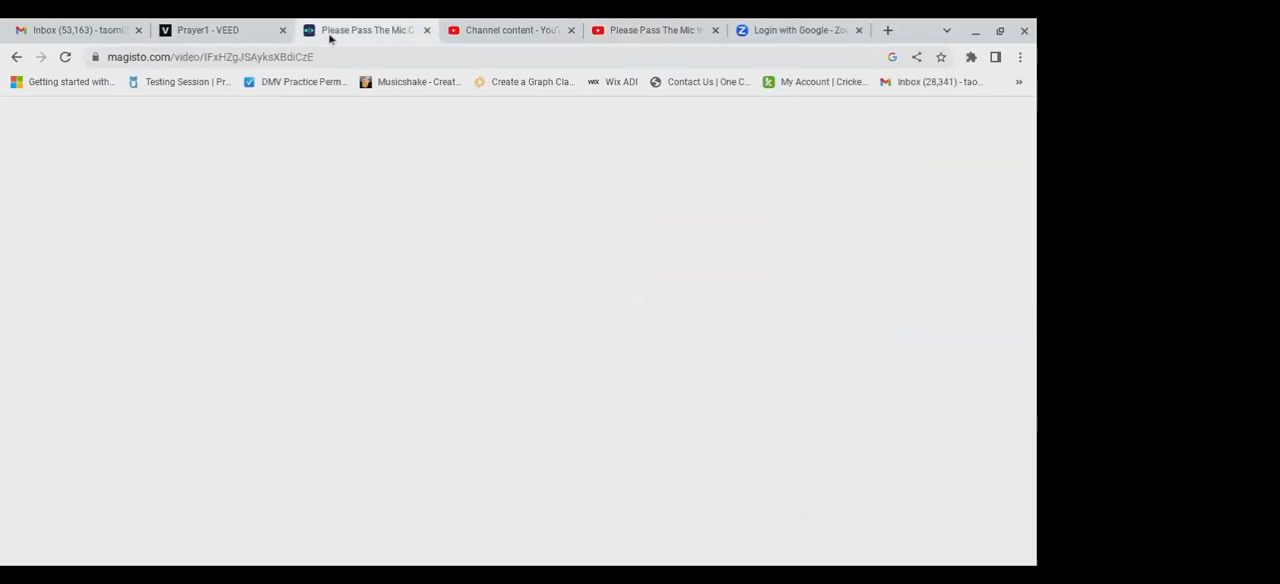 Inbox (53,163) - taomi
Prayer1 - VEED
Please Pass The Mic C
Channel content - You
Please Pass The Mic
Login with Google - Zo
magisto.com/video/IFxHZgJSAyksXBdiCzE
Getting started with...
Testing Session | Pr...
DMV Practice Perm...
Musicshake - Creat...
Create a Graph Cla...
WIX Wix ADI
Contact Us | One C...
My Account | Cricke...
Inbox (28,341) - tao...
»